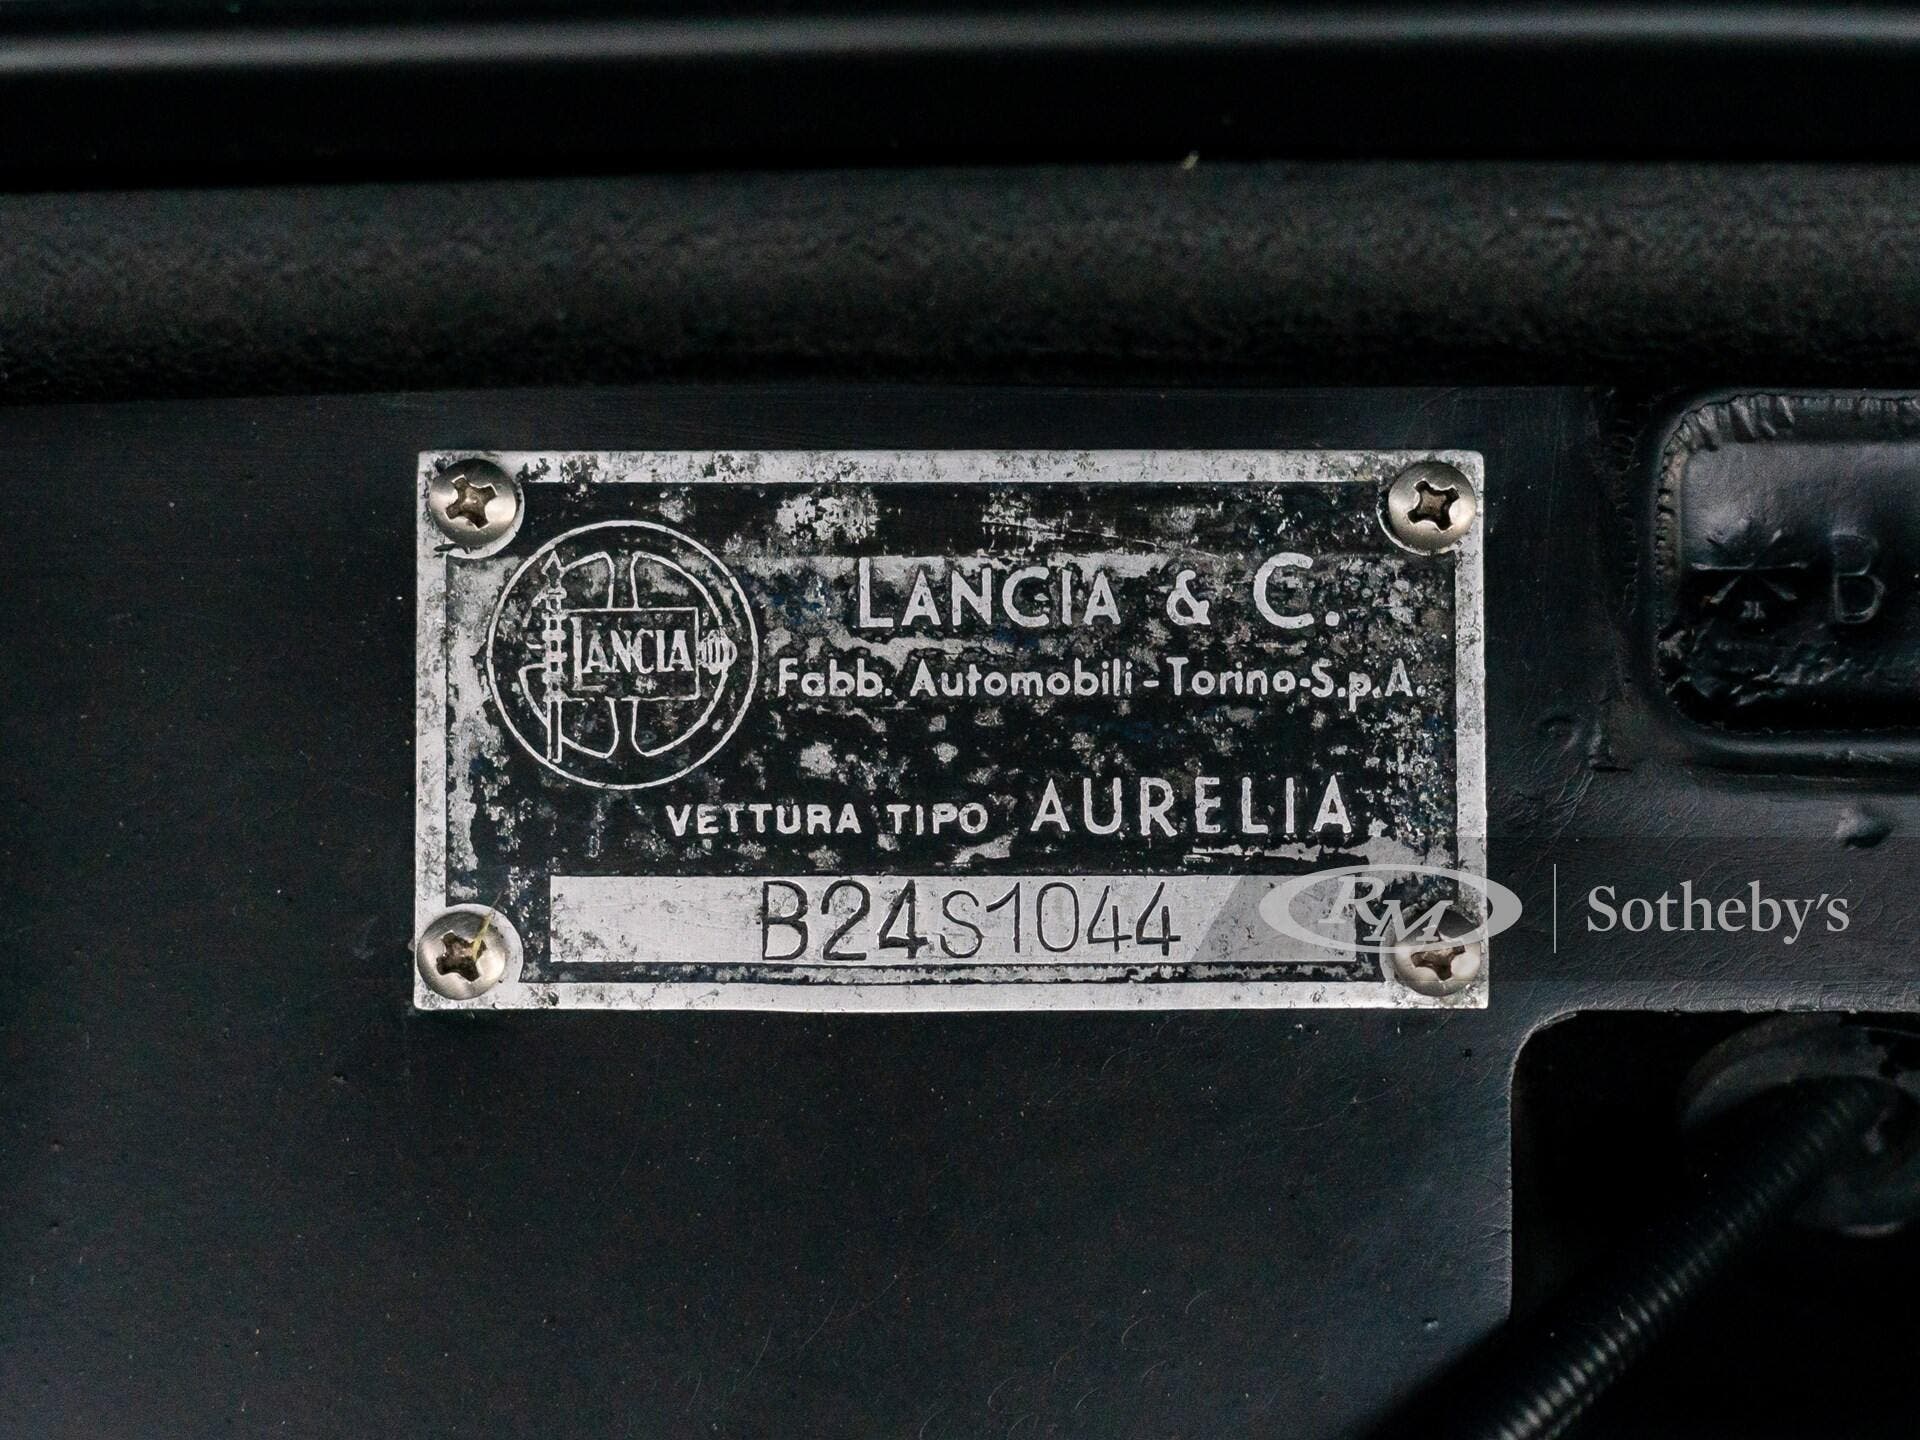 LANCIA & C.
LANCIA
Fabb. Automobili-Torino-S.p.A.
VETTURA TIPO AURELIA
B24S1044
RM Sotheby's
B